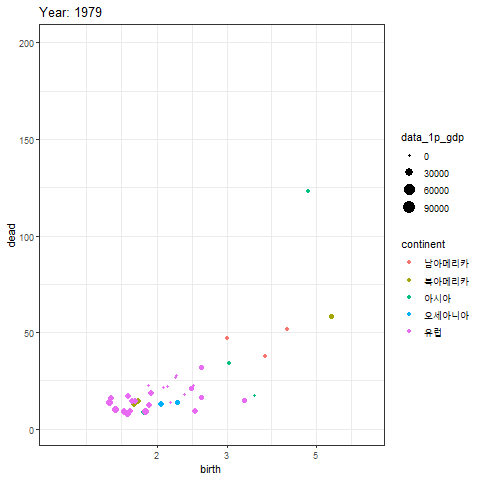 Year: 1979
200
150
100
50
0
dead
2
3
5
birth
data_1p_gdp
0
30000
60000
90000
continent
남아메리카
북아메리카
아시아
오세아니아
유럽